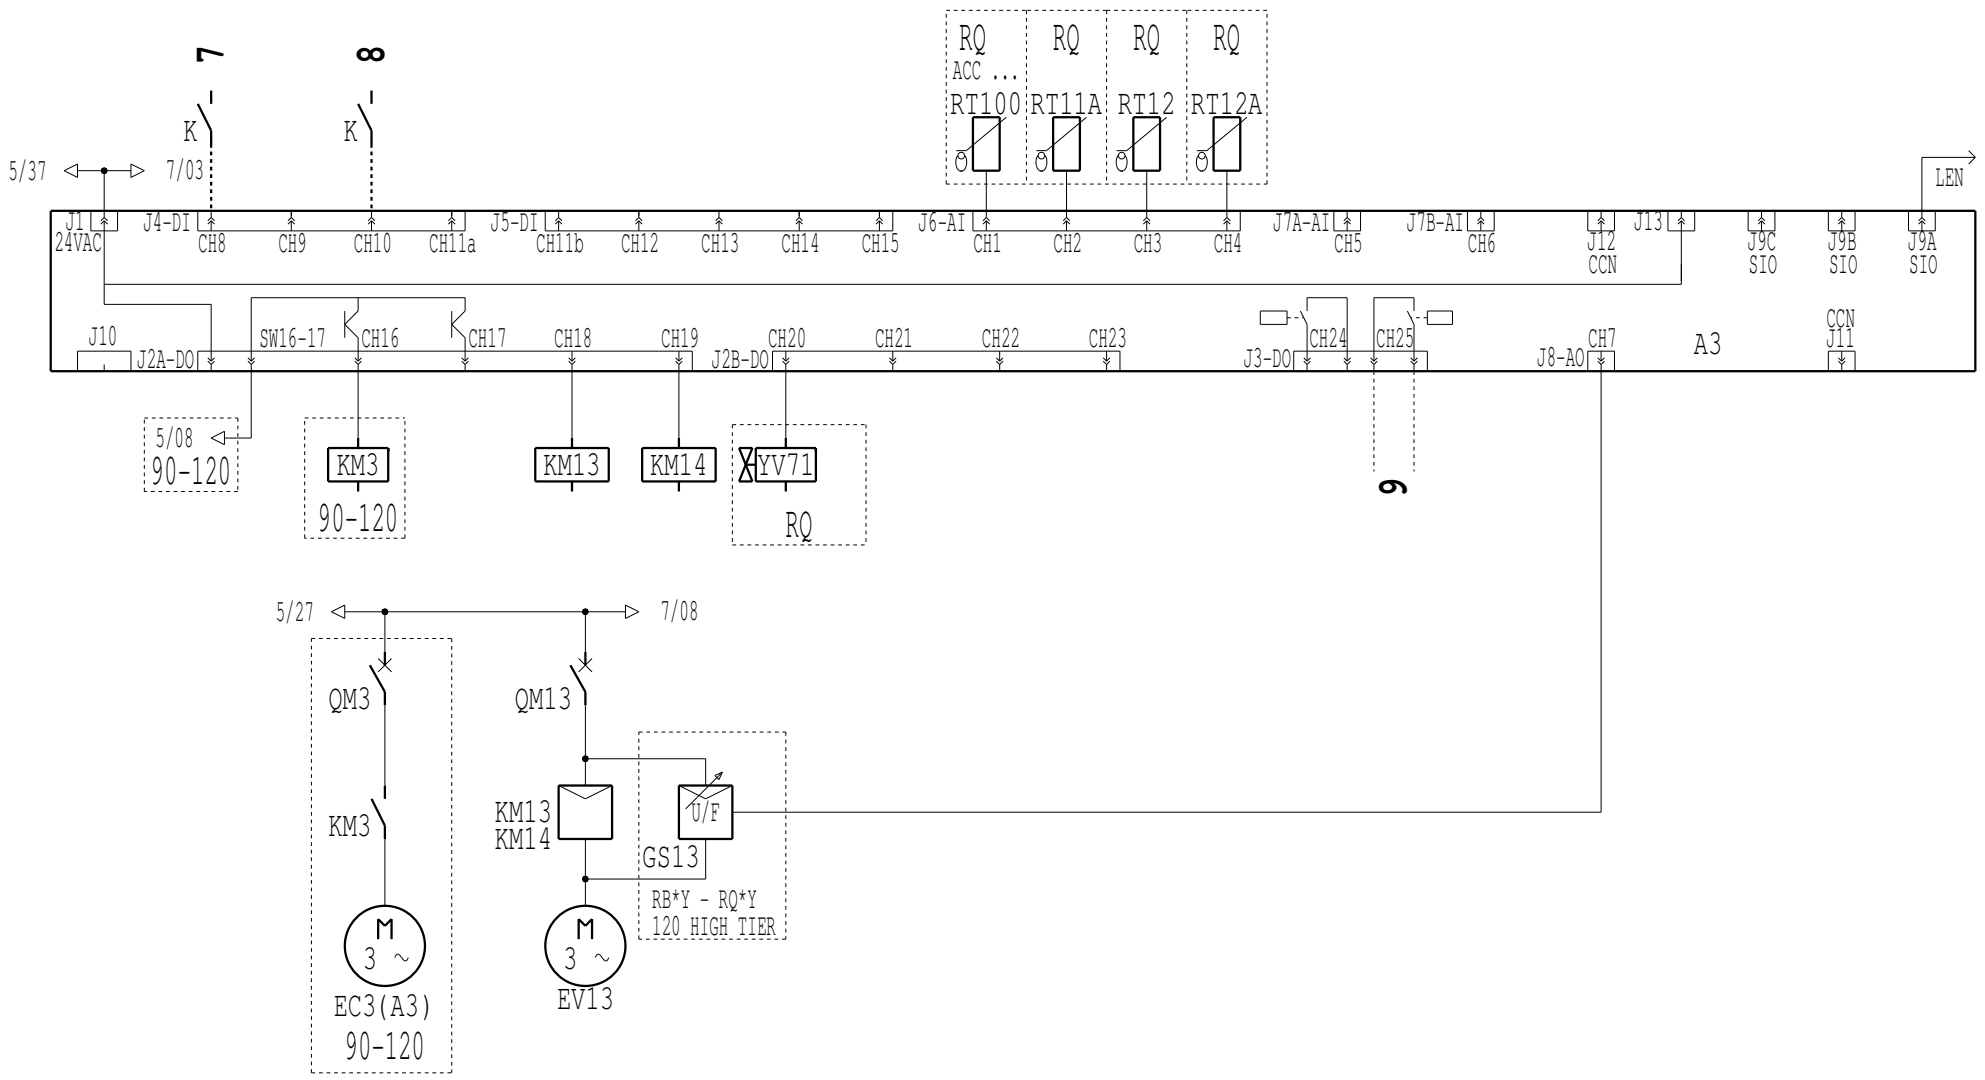 7
8
RQ
RQ
RQ
RQ
ACC ...
RT100
RT11A
RT12
RT12A
K
K
5/37
7/03
LEN
J1
J4-DI
J5-DI
J6-AI
J7A-AI
J7B-AI
J13
24VAC
CH8
CH9
CH10
CH11a
CH11b
CH12
CH13
CH14
CH15
CH1
CH2
CH3
CH4
CH5
CH6
J12
CCN
J9C
SIO
J9B
SIO
J9A
SIO
J10
SW16-17
CH16
CH17
CH18
CH19
CH20
CH21
CH22
CH23
CH24
CH25
CH7
A3
CCN
J11
J2A-DO
J2B-DO
J3-DO
J8-AO
5/08
90-120
KM3
90-120
KM13
KM14
YV71
RQ
9
5/27
7/08
QM3
QM13
KM3
KM13
KM14
U/F
GS13
RB*Y - RQ*Y
120 HIGH TIER
M
3 ~
M
3 ~
EC3(A3)
90-120
EV13